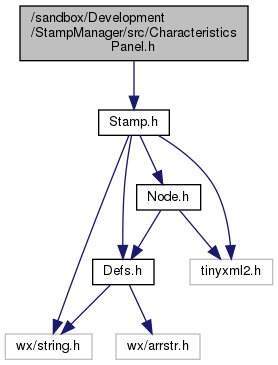 /sandbox/Development
/StampManager/src/Characteristics
Panel.h
Stamp.h
Node.h
Defs.h
tinyxml2.h
wx/string.h
wx/arrstr.h